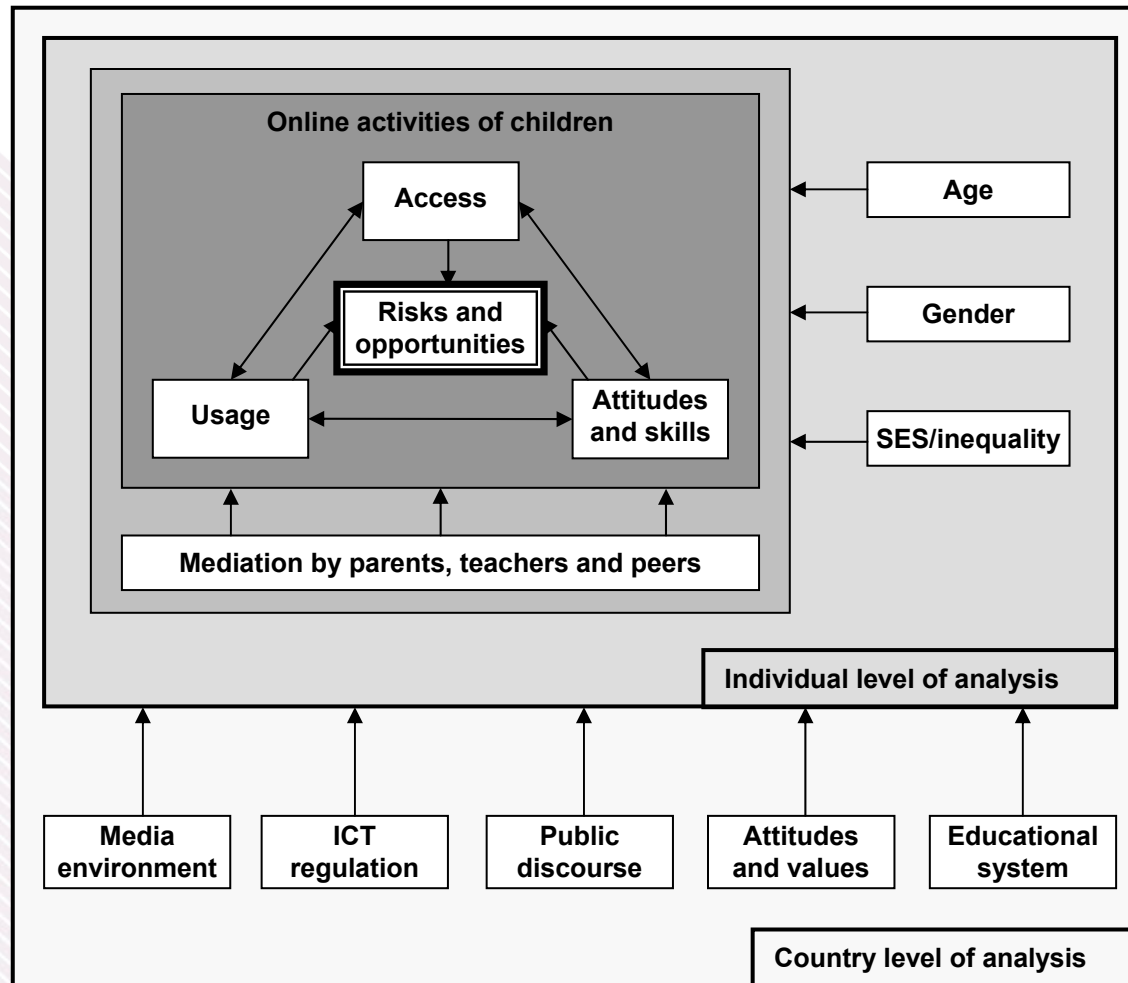 Online activities of children
Access
Age
Risks and
opportunities
Gender
Usage
Attitudes
and skills
SES/inequality
Mediation by parents, teachers and peers
Individual level of analysis
Media
environment
ICT
regulation
Public
discourse
Attitudes
and values
Educational
system
Country level of analysis